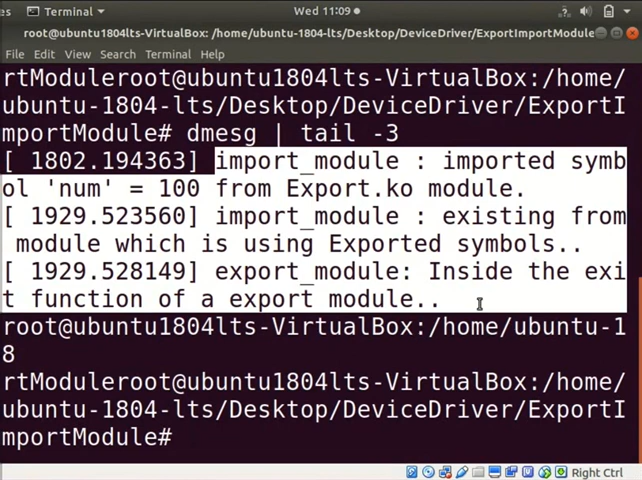 es Terminal Wed 11:09
root@ubuntu1804lts-VirtualBox: /home/ubuntu-1804-lts/Desktop/DeviceDriver/ExportImportModule
File Edit View Search Terminal Help
rtModuleroot@ubuntu1804lts-VirtualBox:/home/
ubuntu-1804-lts/Desktop/DeviceDriver/ExportI
mportModule# dmesg | tail -3
[ 1802.194363] import_module : imported symb
ol 'num' = 100 from Export.ko module.
[ 1929.523560] import_module : existing from
 module which is using Exported symbols..
[ 1929.528149] export_module: Inside the exi
t function of a export module..
root@ubuntu1804lts-VirtualBox:/home/ubuntu-1
8
rtModuleroot@ubuntu1804lts-VirtualBox:/home/
ubuntu-1804-lts/Desktop/DeviceDriver/ExportI
mportModule#
Right Ctrl